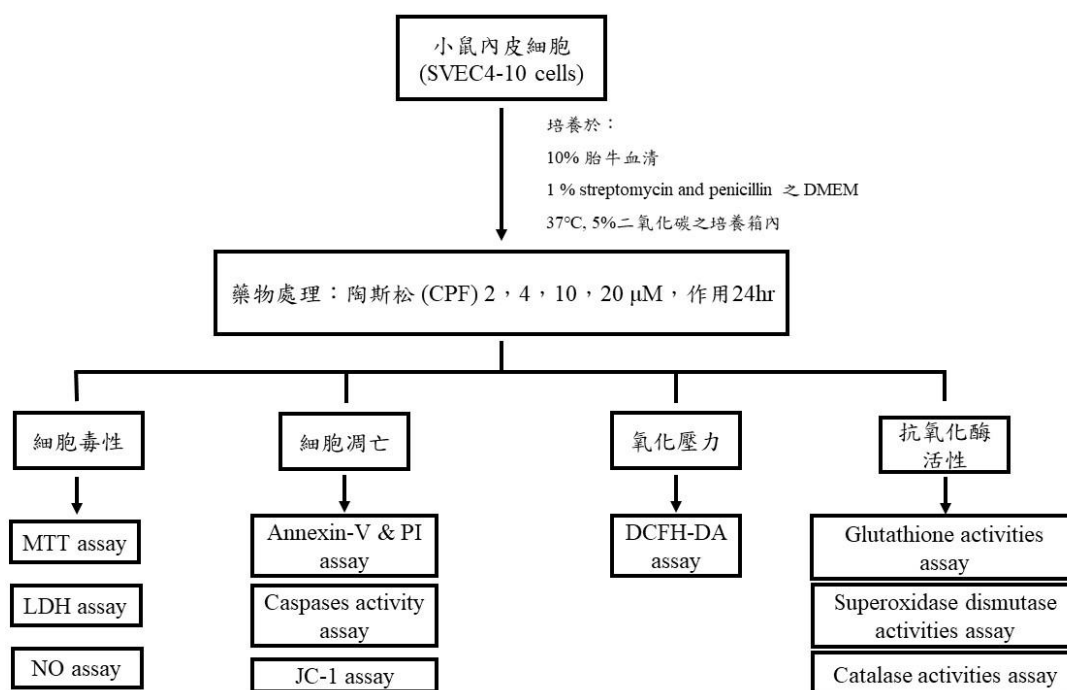 小鼠內皮細胞
(SVEC4-10 cells)
培養於：
10% 胎牛血清
1 % streptomycin and penicillin 之 DMEM
37°C, 5%二氧化碳之培養箱內
藥物處理：陶斯松 (CPF) 2，4，10，20 μM，作用24hr
細胞毒性
MTT assay
LDH assay
NO assay
細胞凋亡
Annexin-V & PI
assay
Caspases activity
assay
JC-1 assay
氧化壓力
DCFH-DA
assay
抗氧化酶
活性
Glutathione activities
assay
Superoxidase dismutase
activities assay
Catalase activities assay